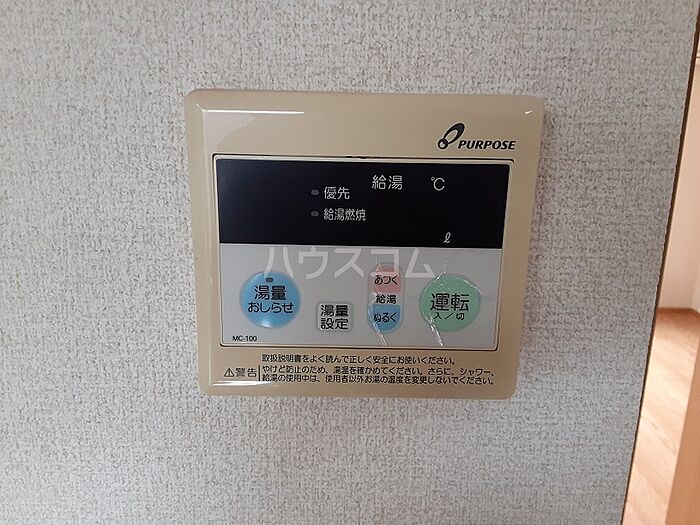 PURPOSE
給湯 ℃
優先
給湯燃焼
ℓ
ハウスコム
湯量
おしらせ
湯量
設定
あつく
給湯
ぬるく
運転
入／切
MC-100
取扱説明書をよく読んで正しく安全にお使いください。
⚠警告
やけど防止のため、湯温を確かめてください。さらに、シャワー、
給湯の使用中は、使用者以外お湯の温度を変更しないでください。